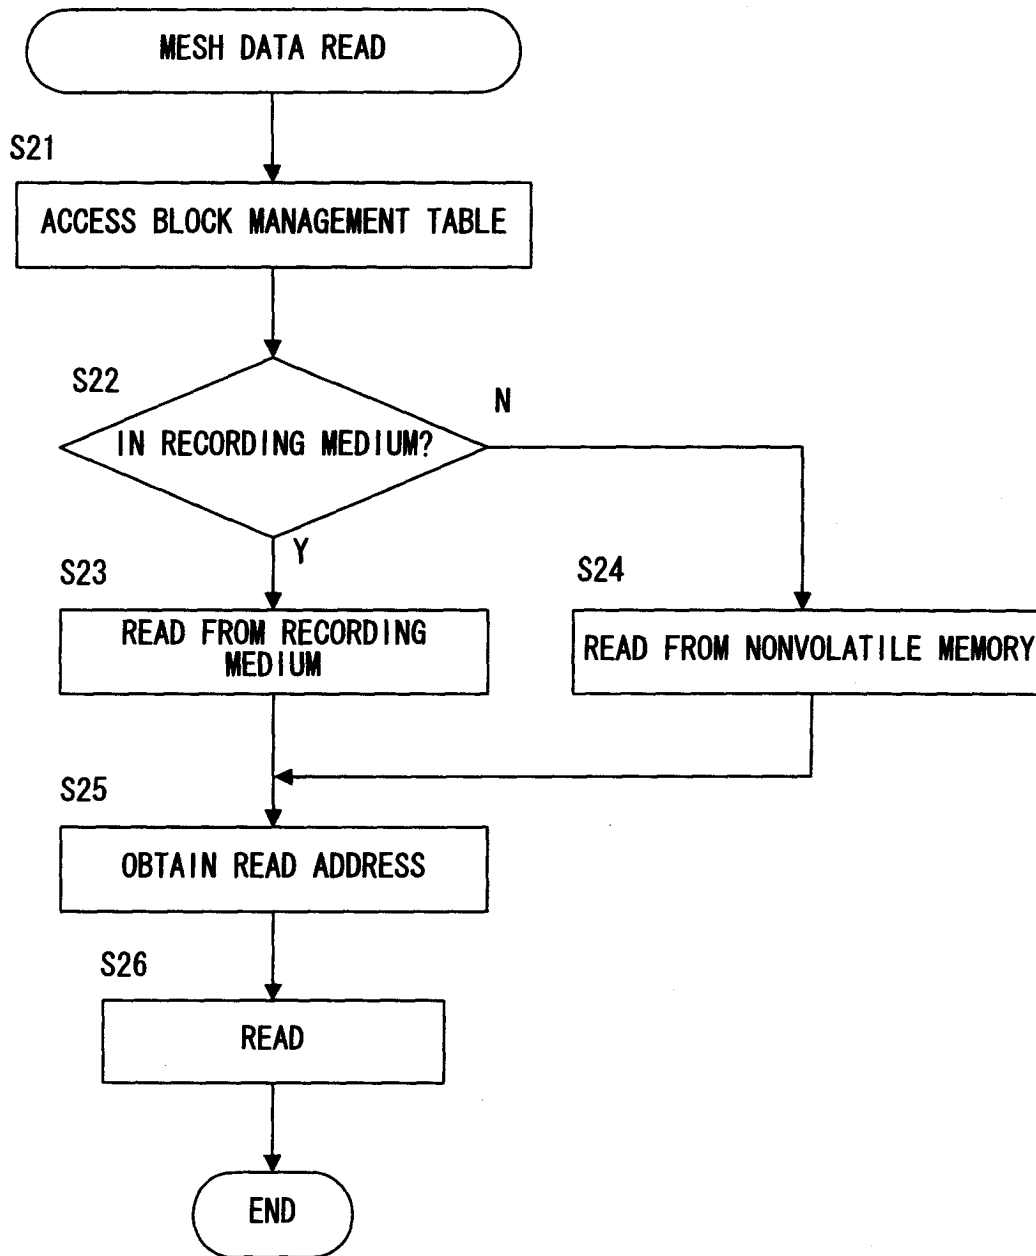 MESH DATA READ
S21
ACCESS BLOCK MANAGEMENT TABLE
S22
IN RECORDING MEDIUM?
N
Y
S23
READ FROM RECORDING
MEDIUM
S24
READ FROM NONVOLATILE MEMORY
S25
OBTAIN READ ADDRESS
S26
READ
END